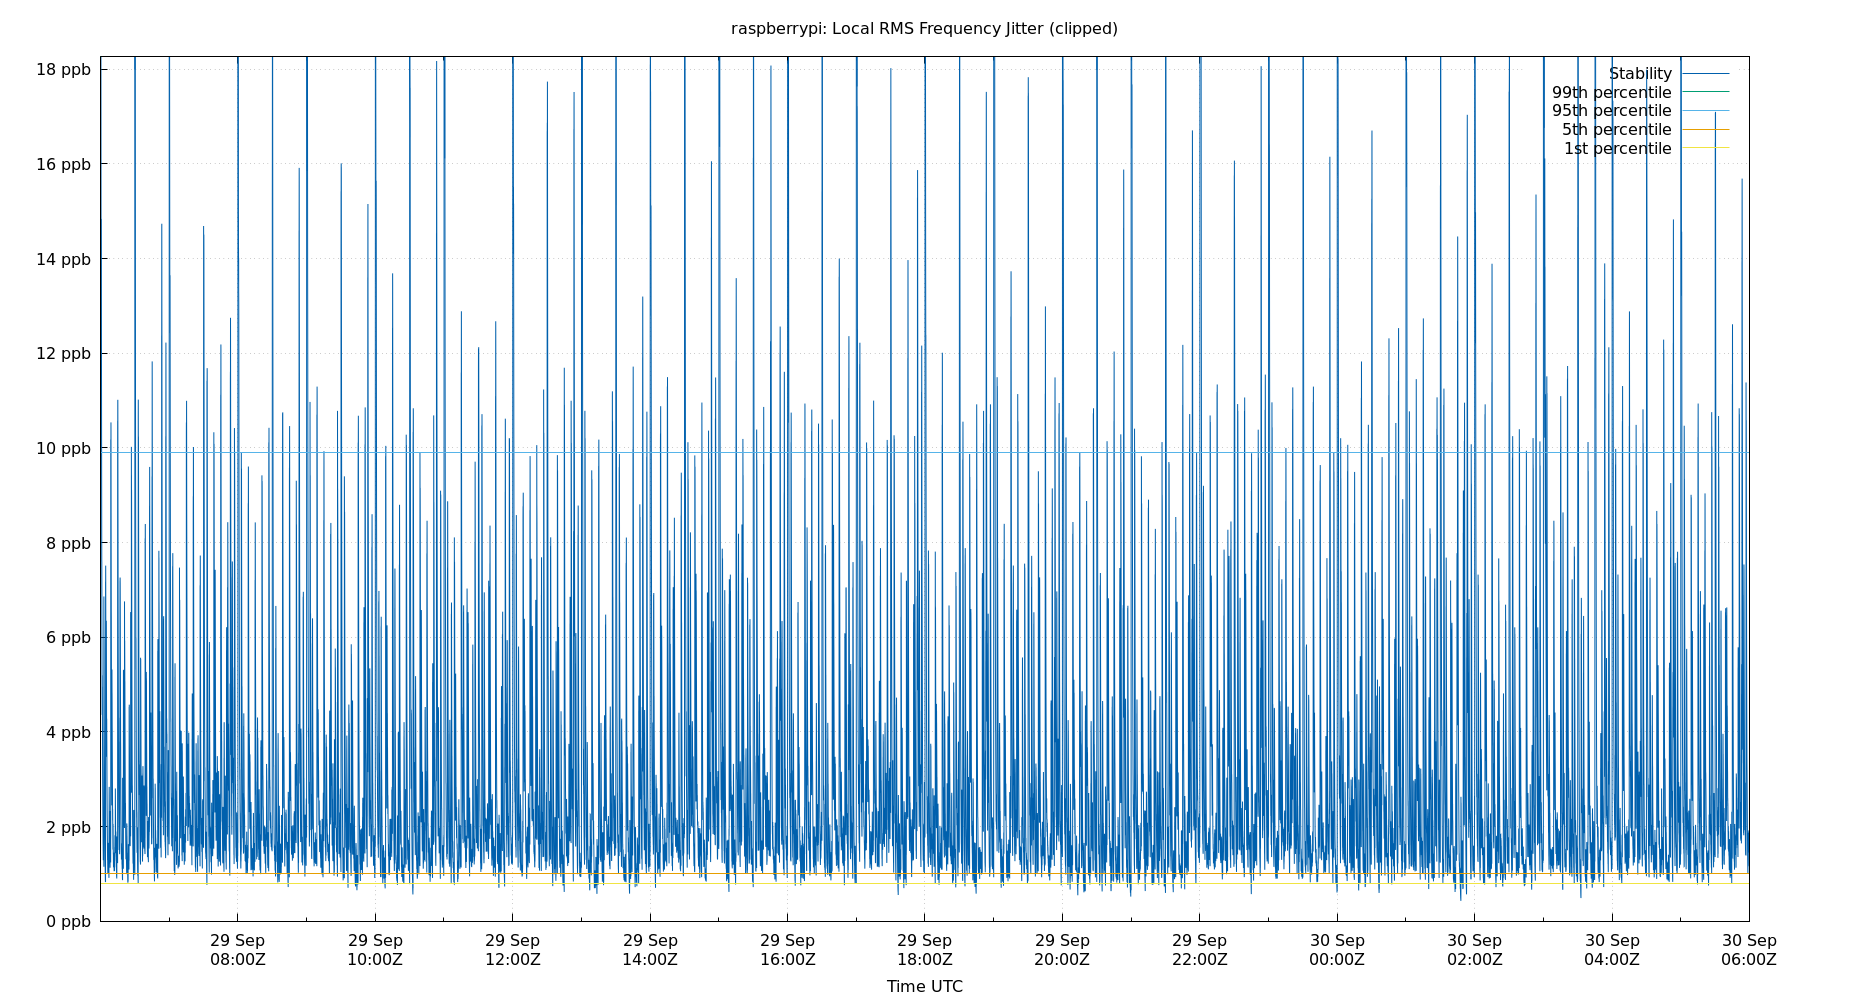 raspberrypi: Local RMS Frequency Jitter (clipped)
18 ppb
16 ppb
14 ppb
12 ppb
10 ppb
8 ppb
6 ppb
4 ppb
2 ppb
0 ppb
Stability
99th percentile
95th percentile
5th percentile
1st percentile
29 Sep 29 Sep 29 Sep 29 Sep 29 Sep 29 Sep 29 Sep 29 Sep 30 Sep 30 Sep 30 Sep 30 Sep
08:00Z 10:00Z 12:00Z 14:00Z 16:00Z 18:00Z 20:00Z 22:00Z 00:00Z 02:00Z 04:00Z 06:00Z
Time UTC